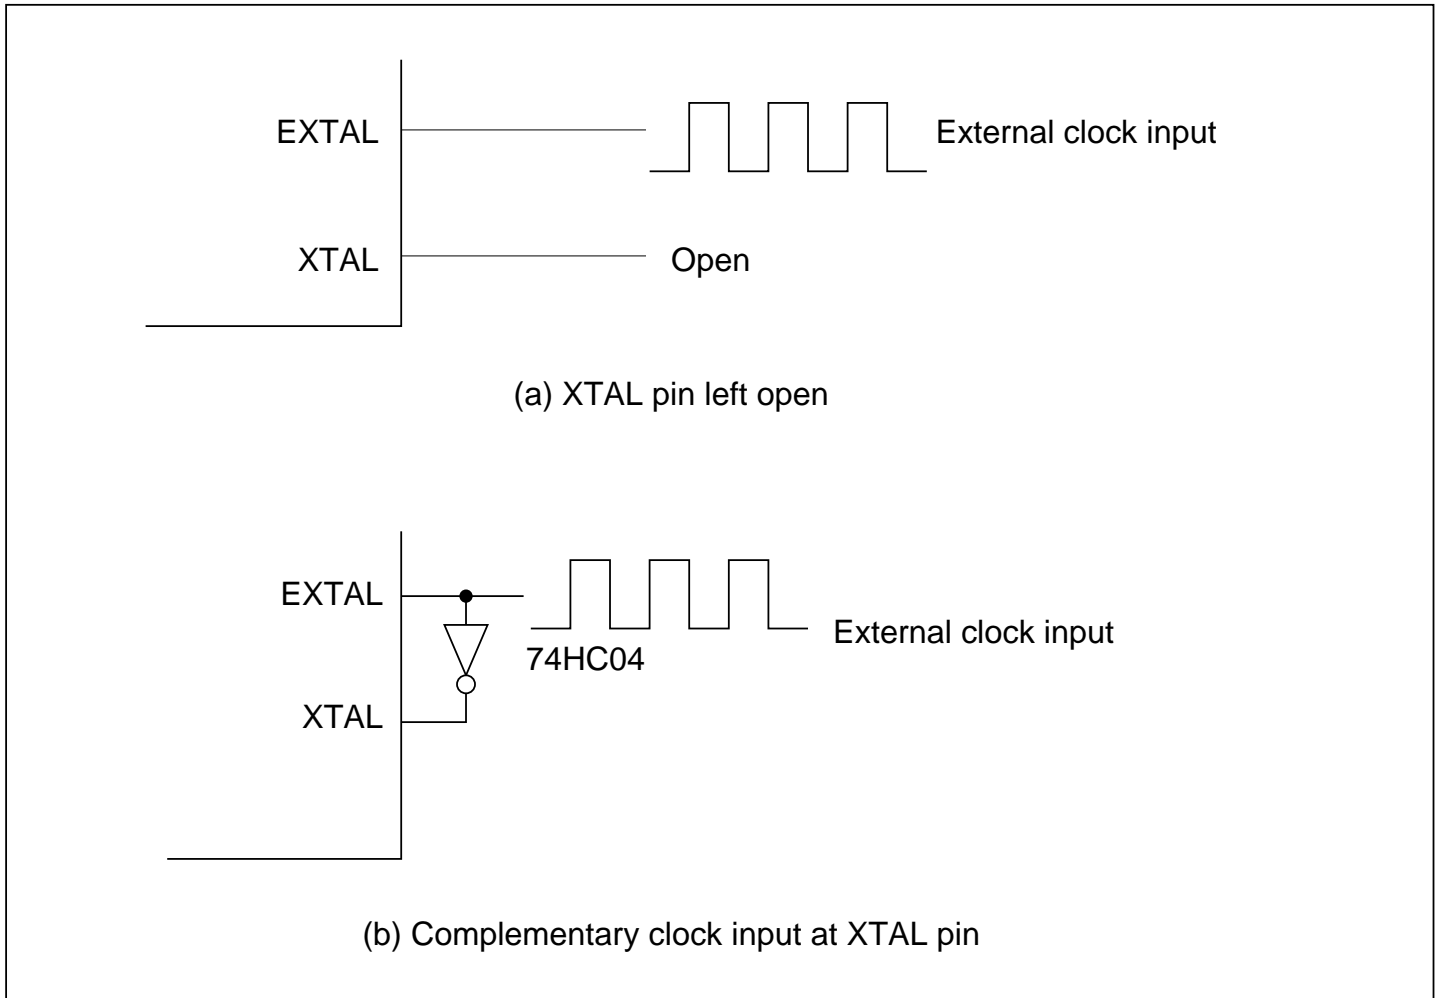 EXTAL
External clock input
XTAL
Open
(a) XTAL pin left open
EXTAL
External clock input
74HC04
XTAL
(b) Complementary clock input at XTAL pin